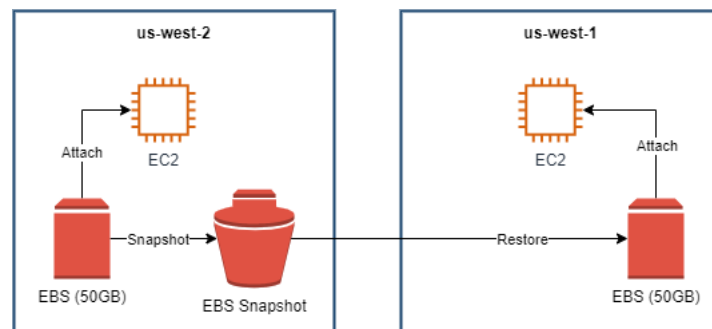 us-west-2
us-west-1
Attach
EC2
EC2
Attach
Snapshot
Restore
EBS (50GB)
EBS Snapshot
EBS (50GB)